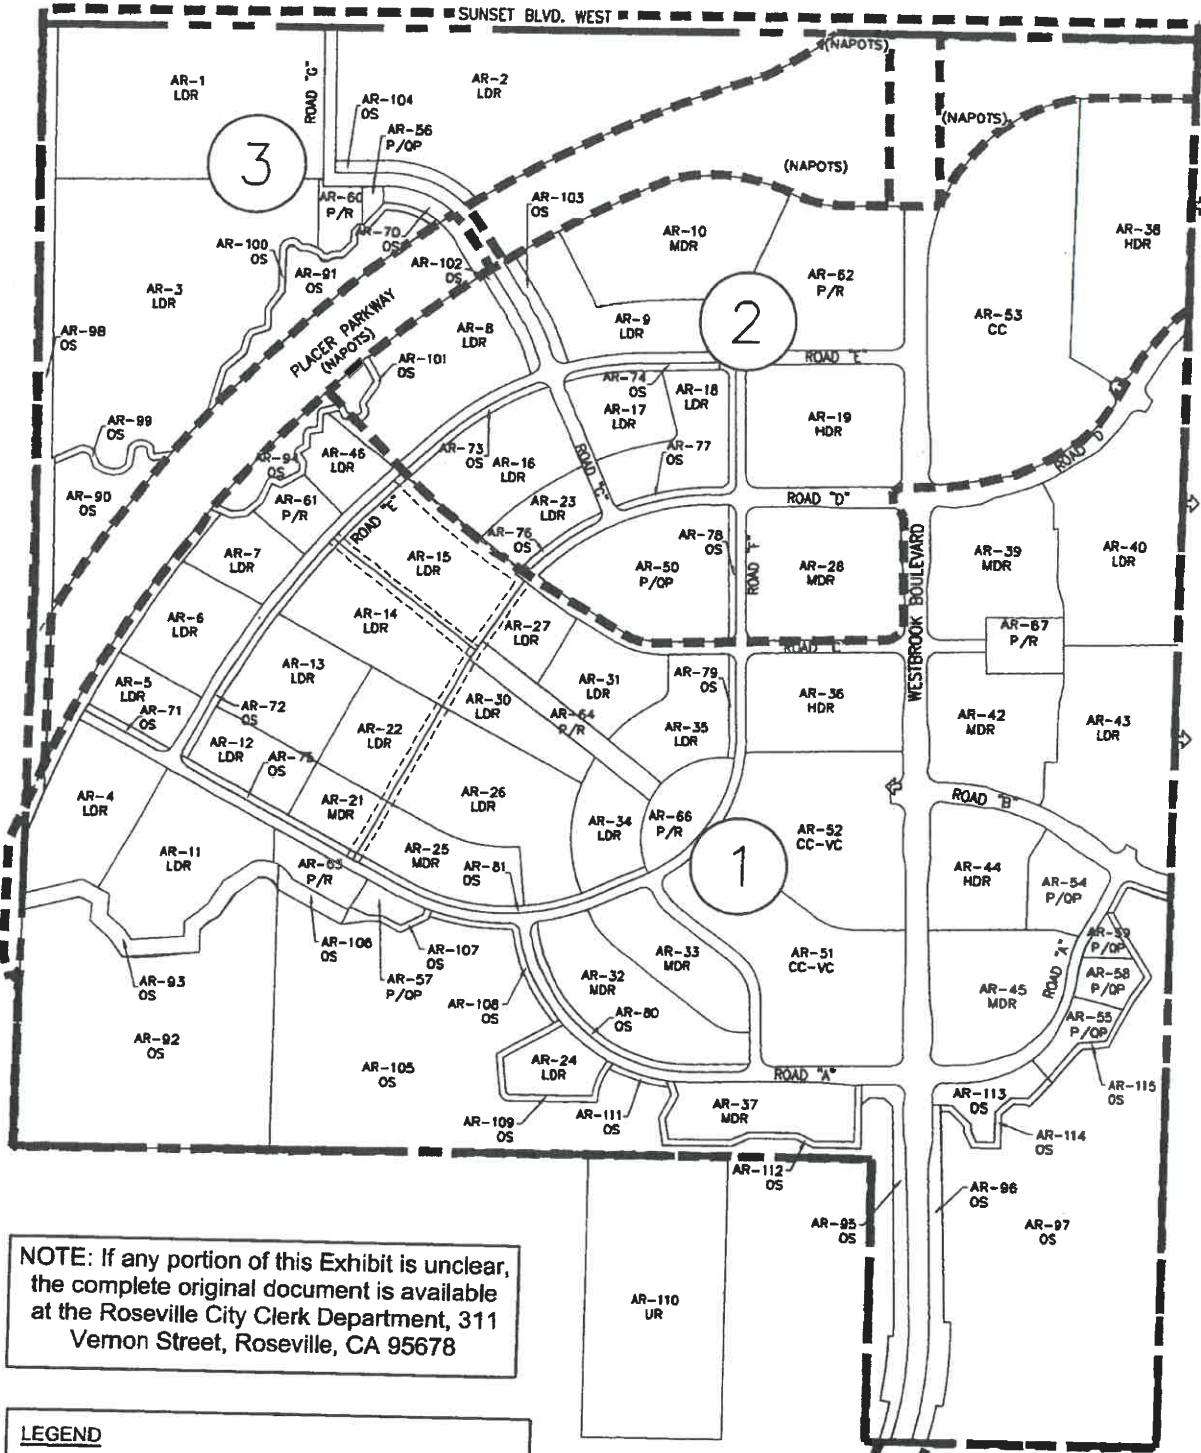 SUNSET BLVD. WEST
(NAPOTS)
AR-1
LDR
ROAD "G"
AR-104
OS
AR-2
LDR
AR-56
P/QP
(NAPOTS)
(NAPOTS)
3
AR-60
P/R
AR-103
OS
AR-10
MDR
AR-38
HDR
AR-70
OS
AR-100
OS
AR-91
OS
AR-102
OS
AR-62
P/R
AR-3
LDR
AR-53
CC
AR-98
OS
PLACER PARKWAY
(NAPOTS)
AR-8
LDR
AR-9
LDR
2
AR-101
OS
ROAD "E"
AR-74
OS
AR-18
LDR
AR-17
LDR
AR-19
HDR
AR-99
OS
AR-94
OS
AR-46
LDR
AR-73
OS
AR-16
LDR
ROAD "C"
AR-77
OS
ROAD "D"
AR-90
OS
AR-61
P/R
ROAD "E"
AR-23
LDR
ROAD "D"
AR-7
LDR
AR-15
LDR
AR-76
OS
AR-50
P/QP
AR-78
OS
ROAD "F"
AR-28
MDR
WESTBROOK BOULEVARD
AR-39
MDR
AR-40
LDR
AR-6
LDR
AR-14
LDR
AR-27
LDR
ROAD "C"
AR-67
P/R
AR-5
LDR
AR-71
OS
AR-72
OS
AR-13
LDR
AR-30
LDR
AR-31
LDR
AR-64
P/R
AR-79
OS
AR-35
LDR
AR-36
HDR
AR-42
MDR
AR-43
LDR
AR-12
LDR
AR-75
OS
AR-22
LDR
AR-4
LDR
AR-21
MDR
AR-26
LDR
ROAD "B"
AR-34
LDR
AR-66
P/R
AR-52
CC-VC
AR-11
LDR
AR-25
MDR
AR-81
OS
1
AR-44
HDR
AR-54
P/QP
AR-63
P/R
AR-106
OS
AR-107
OS
AR-57
P/QP
AR-33
MDR
AR-51
CC-VC
AR-59
P/QP
AR-93
OS
AR-108
OS
AR-32
MDR
AR-80
OS
AR-45
MDR
ROAD "A"
AR-58
P/QP
AR-55
P/QP
AR-92
OS
AR-105
OS
AR-24
LDR
ROAD "A"
AR-109
OS
AR-111
OS
AR-37
MDR
AR-113
OS
AR-115
OS
AR-114
OS
AR-112
OS
AR-95
OS
AR-96
OS
AR-97
OS
AR-110
UR
NOTE: If any portion of this Exhibit is unclear,
the complete original document is available
at the Roseville City Clerk Department, 311
Vernon Street, Roseville, CA 95678
LEGEND